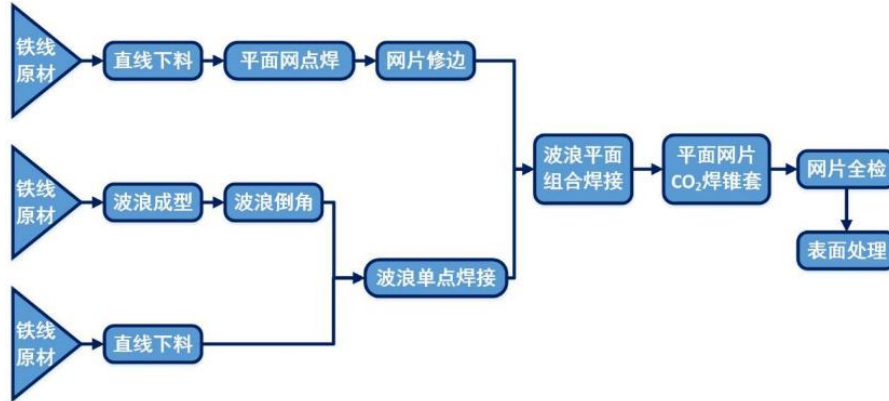 铁线
原材
直线下料
平面网点焊
网片修边
铁线
原材
波浪成型
波浪倒角
铁线
原材
直线下料
波浪单点焊接
波浪平面
组合焊接
平面网片
CO₂焊锥套
网片全检
表面处理